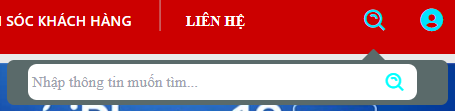 SÓC KHÁCH HÀNG
LIÊN HỆ
Nhập thông tin muốn tìm...